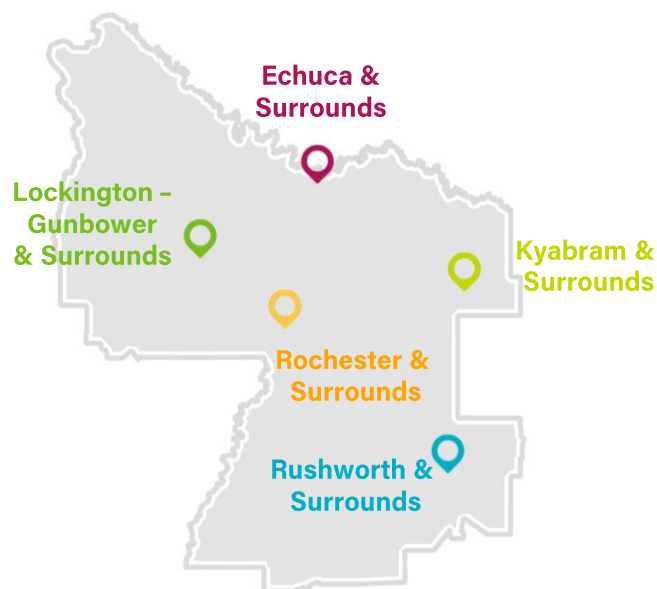 Echuca &
Surrounds
Lockington –
Gunbower
& Surrounds
Kyabram &
Surrounds
Rochester &
Surrounds
Rushworth &
Surrounds